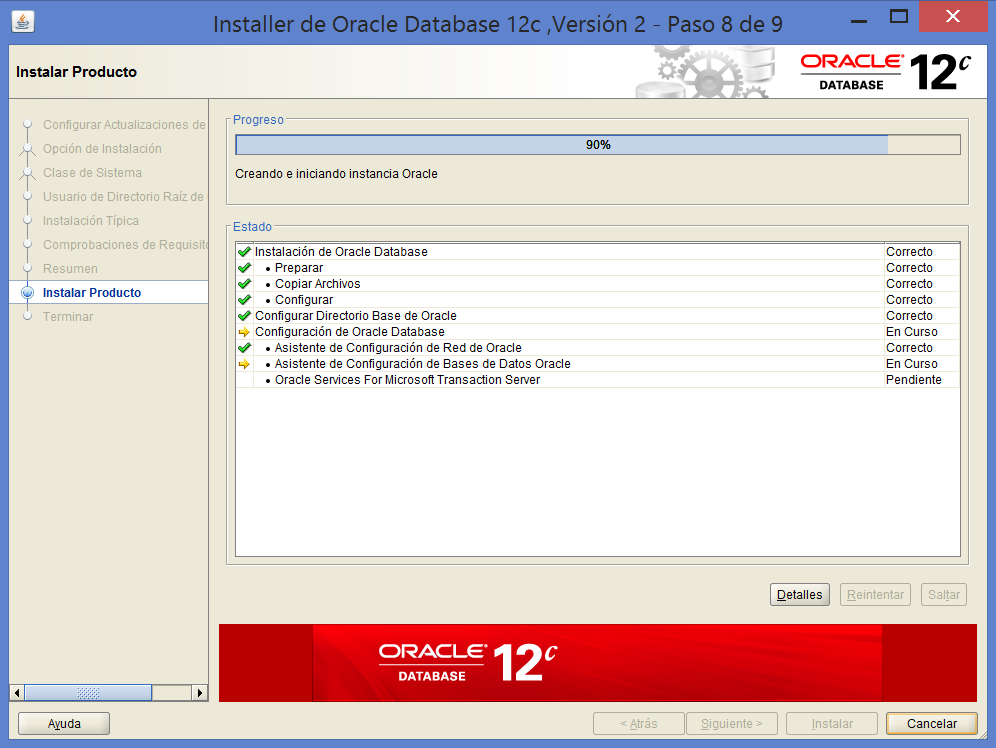 Installer de Oracle Database 12c ,Versión 2 - Paso 8 de 9
Instalar Producto
ORACLE
DATABASE
12c
Configurar Actualizaciones de
Opción de Instalación
Clase de Sistema
Usuario de Directorio Raíz de
Instalación Típica
Comprobaciones de Requisito
Resumen
Instalar Producto
Terminar
Progreso
90%
Creando e iniciando instancia Oracle
Estado
Instalación de Oracle Database Correcto
• Preparar Correcto
• Copiar Archivos Correcto
• Configurar Correcto
Configurar Directorio Base de Oracle Correcto
Configuración de Oracle Database En Curso
• Asistente de Configuración de Red de Oracle Correcto
• Asistente de Configuración de Bases de Datos Oracle En Curso
• Oracle Services For Microsoft Transaction Server Pendiente
Detalles Reintentar Saltar
ORACLE
DATABASE
12c
Ayuda < Atrás Siguiente > Instalar Cancelar